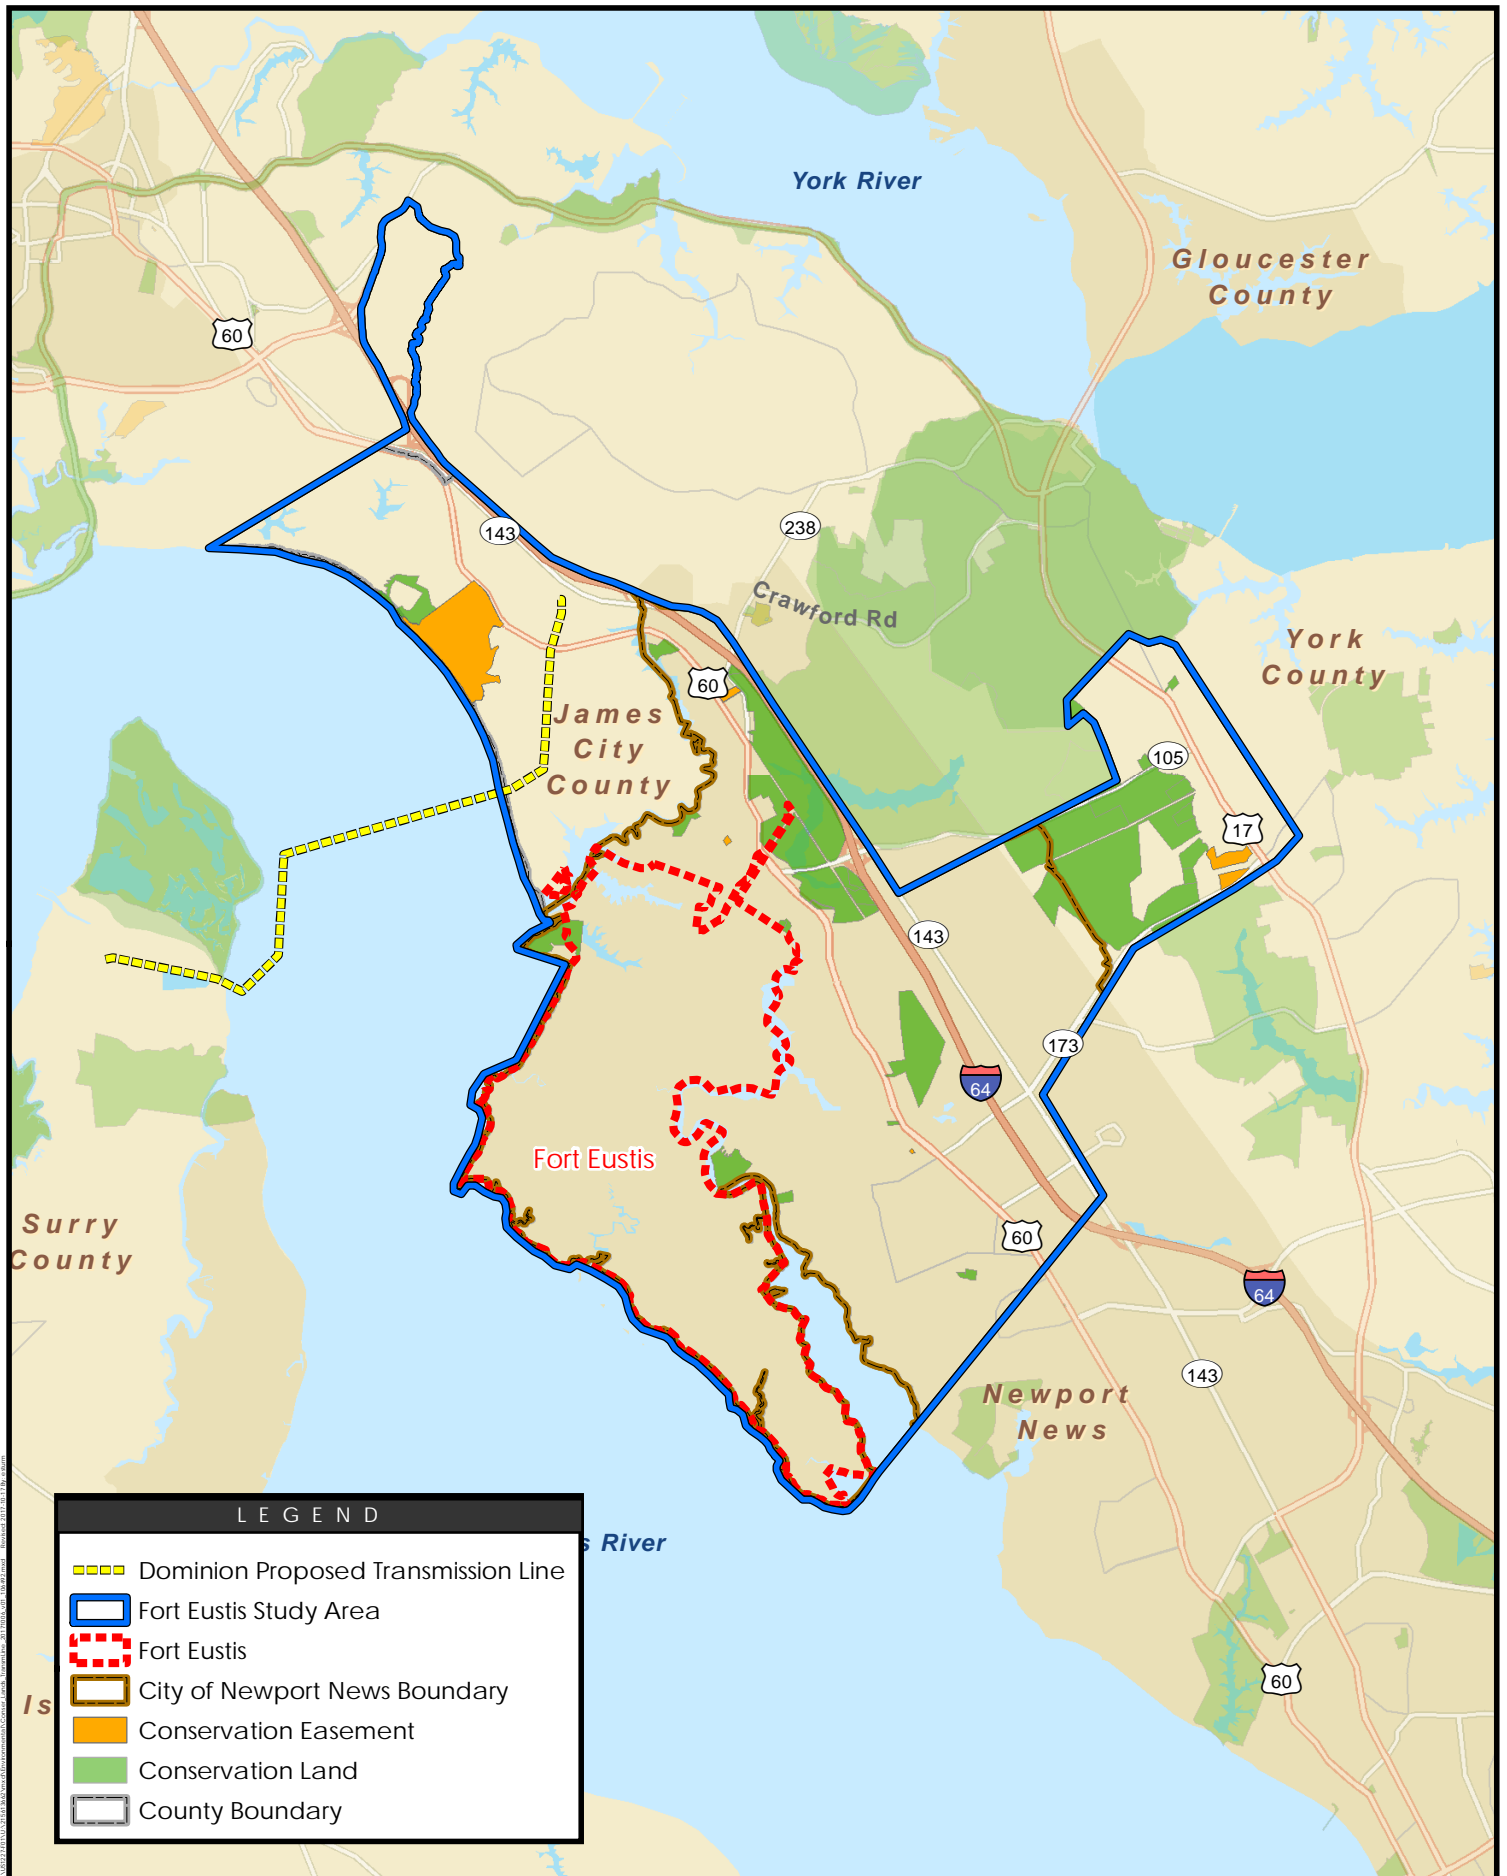 York River
Gloucester
County
60
143
238
Crawford Rd
York
County
60
James
City
County
105
17
143
173
64
Fort Eustis
Surry
County
60
64
Newport
News
143
LEGEND
s River
Dominion Proposed Transmission Line
Fort Eustis Study Area
Fort Eustis
City of Newport News Boundary
Is
Conservation Easement
Conservation Land
County Boundary
60